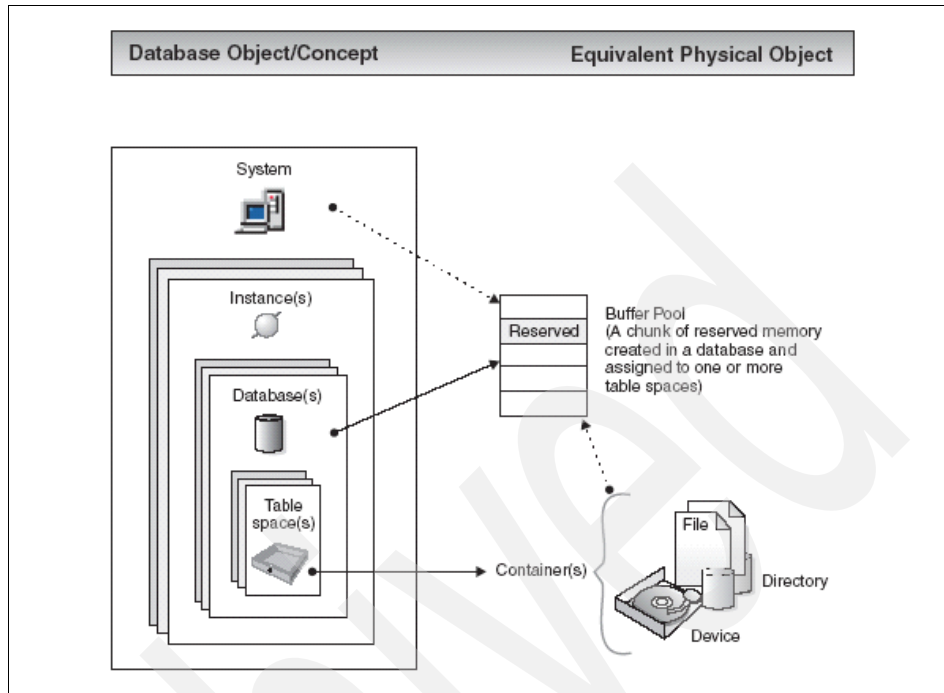 Database Object/Concept
Equivalent Physical Object
System
Instance(s)
Database(s)
Table
space(s)
Reserved
Buffer Pool
(A chunk of reserved memory
created in a database and
assigned to one or more
table spaces)
Container(s)
File
Directory
Device